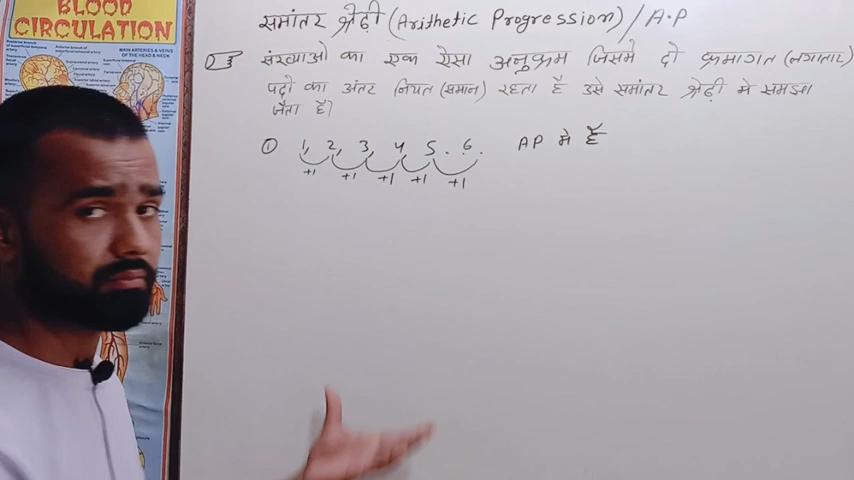 BLOOD
CIRCULATION
MAIN ARTERIES & VEINS
OF THE HEAD & NECK
समांतर श्रेढ़ी (Arithetic Progression) / A.P
संख्याओ का एक ऐसा अनुक्रम जिसमे दो क्रमागत (लगातार)
पदो का अंतर नियत (समान) रहता है उसे समांतर श्रेढ़ी मे समझा
जैता है।
① 1, 2, 3, 4 5 . 6 . AP मे है
+1 +1 +1 +1 +1